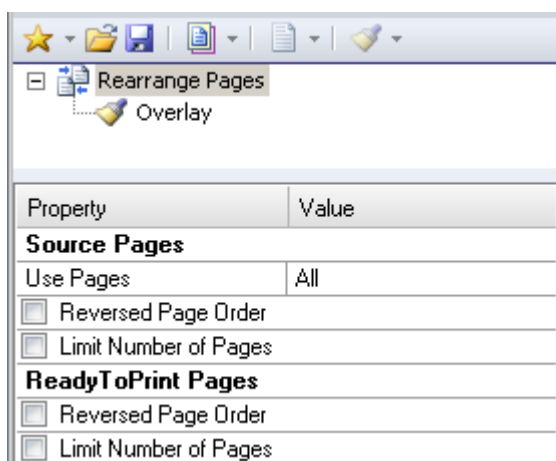 Rearrange Pages
Overlay
Property Value
Source Pages
Use Pages All
Reversed Page Order
Limit Number of Pages
ReadyToPrint Pages
Reversed Page Order
Limit Number of Pages